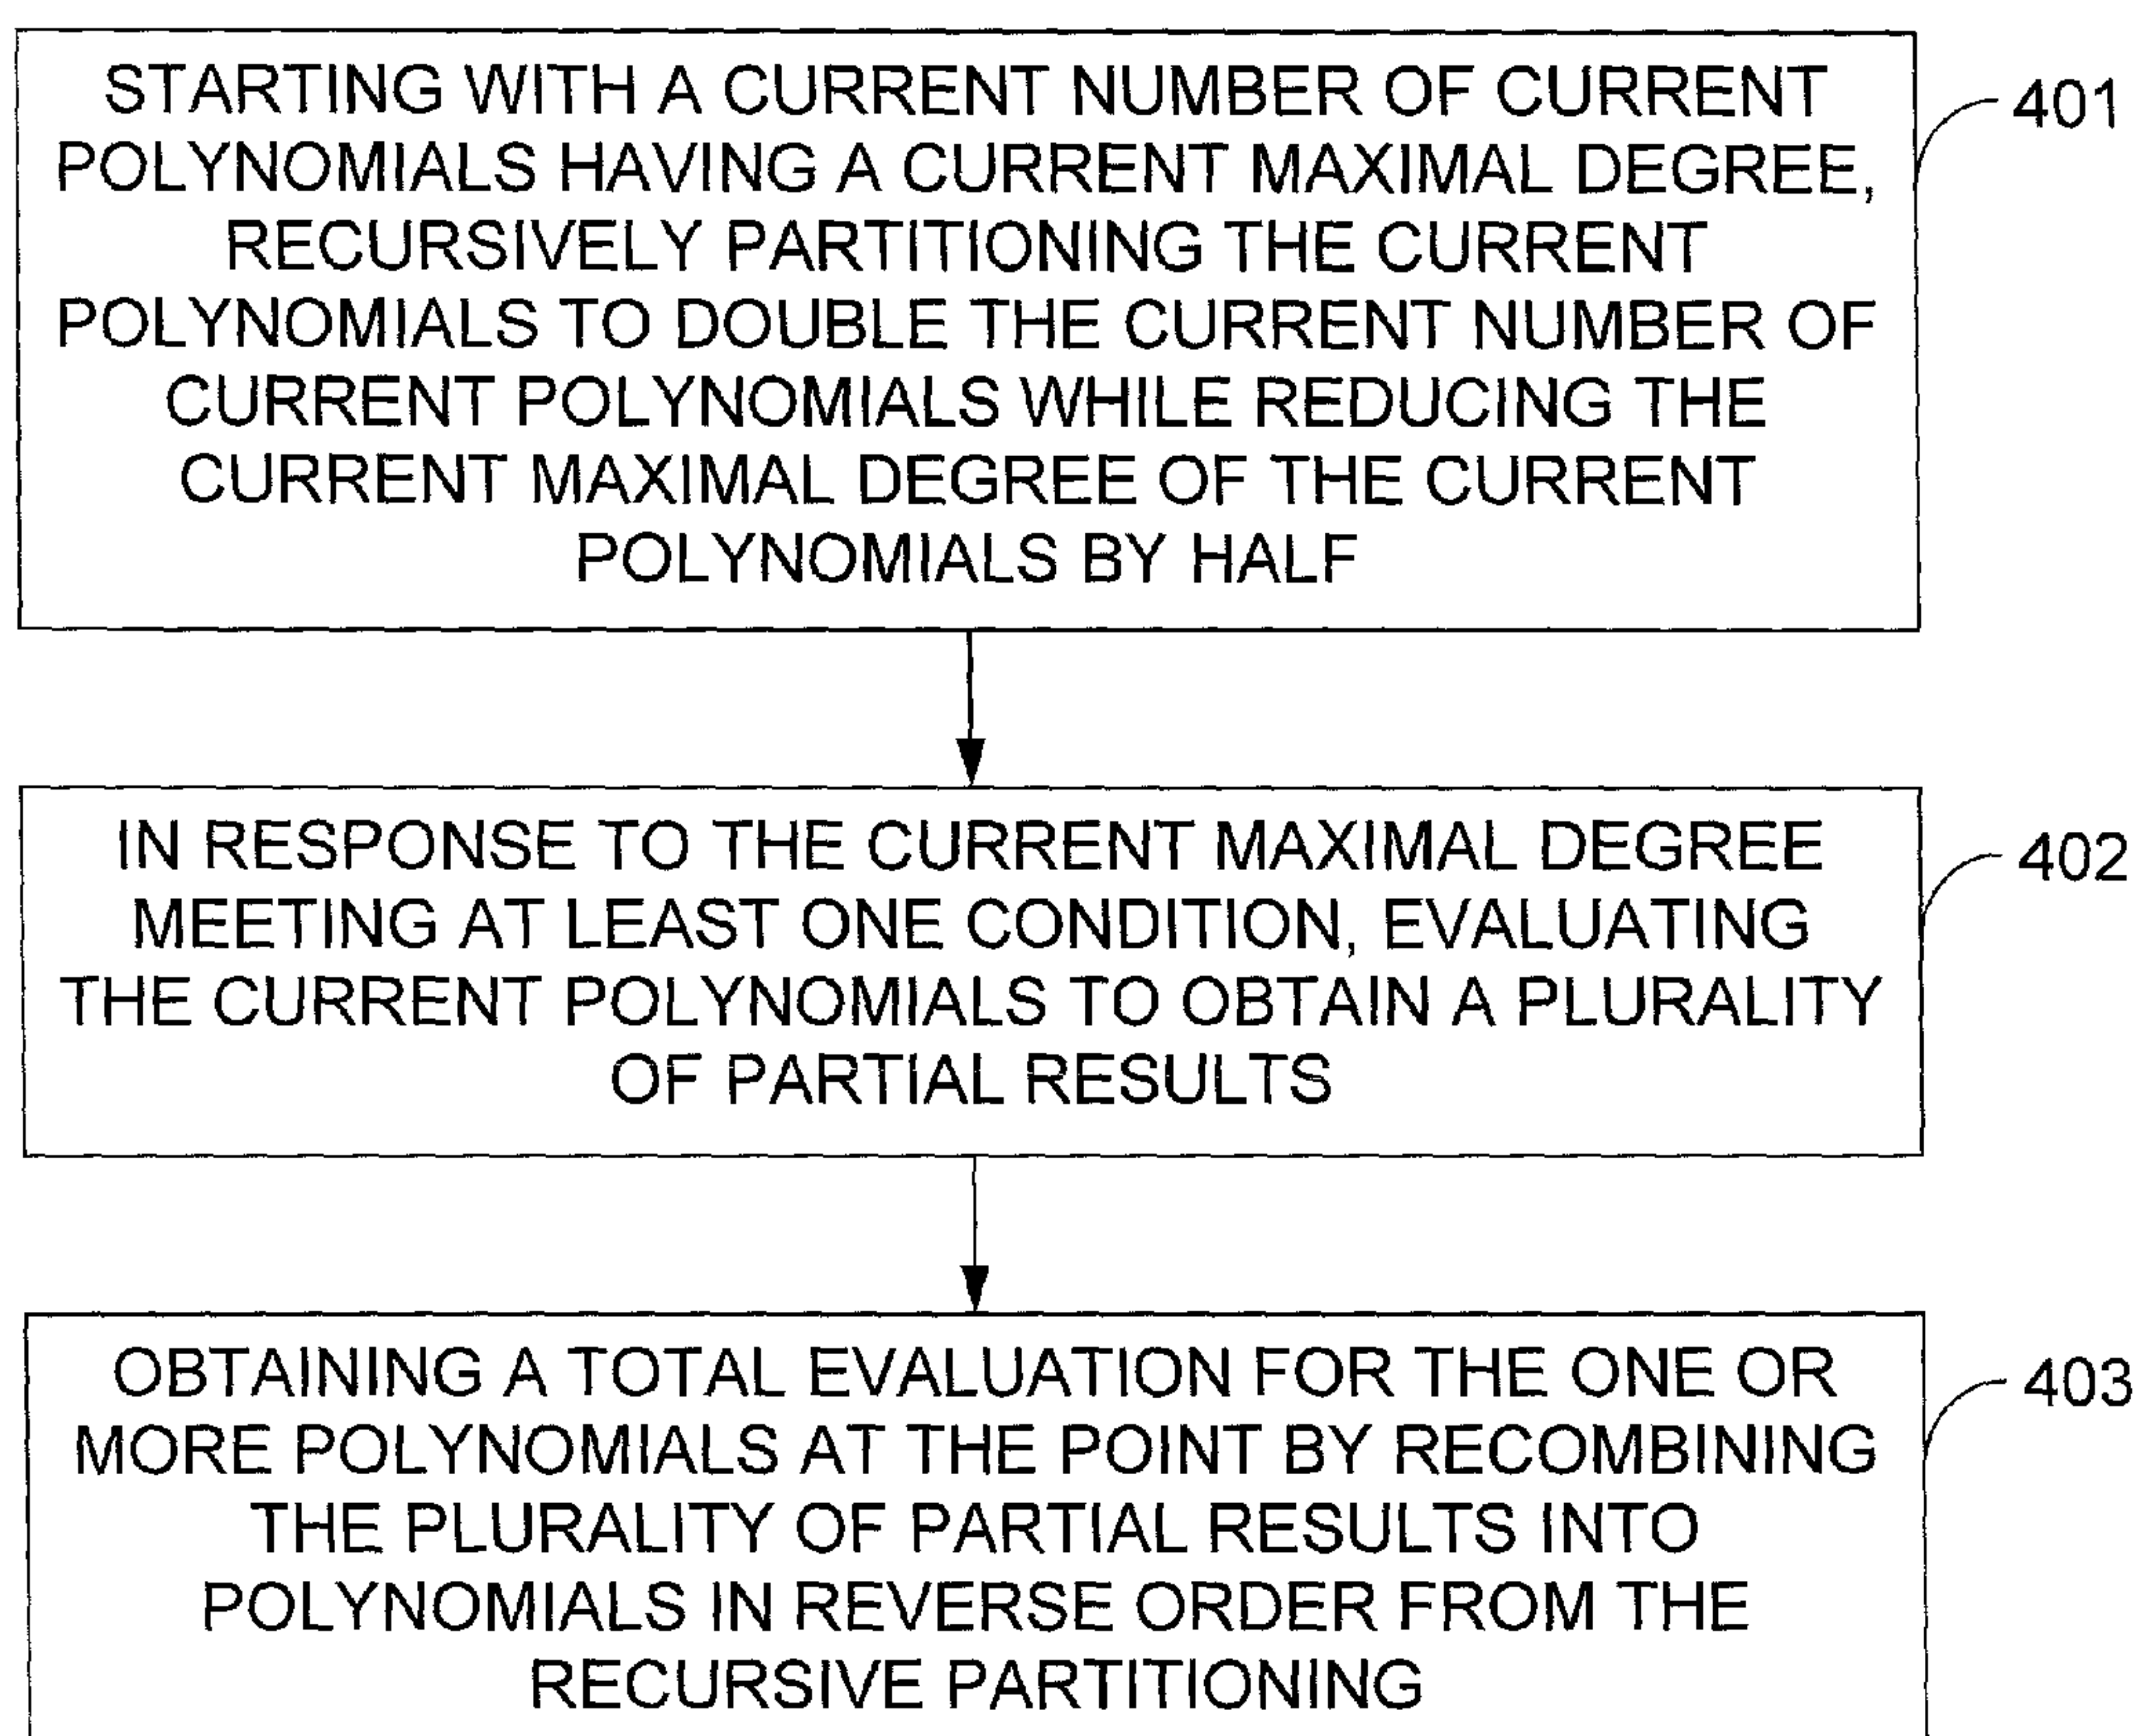 STARTING WITH A CURRENT NUMBER OF CURRENT
POLYNOMIALS HAVING A CURRENT MAXIMAL DEGREE,
RECURSIVELY PARTITIONING THE CURRENT
POLYNOMIALS TO DOUBLE THE CURRENT NUMBER OF
CURRENT POLYNOMIALS WHILE REDUCING THE
CURRENT MAXIMAL DEGREE OF THE CURRENT
POLYNOMIALS BY HALF
401
IN RESPONSE TO THE CURRENT MAXIMAL DEGREE
MEETING AT LEAST ONE CONDITION, EVALUATING
THE CURRENT POLYNOMIALS TO OBTAIN A PLURALITY
OF PARTIAL RESULTS
402
OBTAINING A TOTAL EVALUATION FOR THE ONE OR
MORE POLYNOMIALS AT THE POINT BY RECOMBINING
THE PLURALITY OF PARTIAL RESULTS INTO
POLYNOMIALS IN REVERSE ORDER FROM THE
RECURSIVE PARTITIONING
403